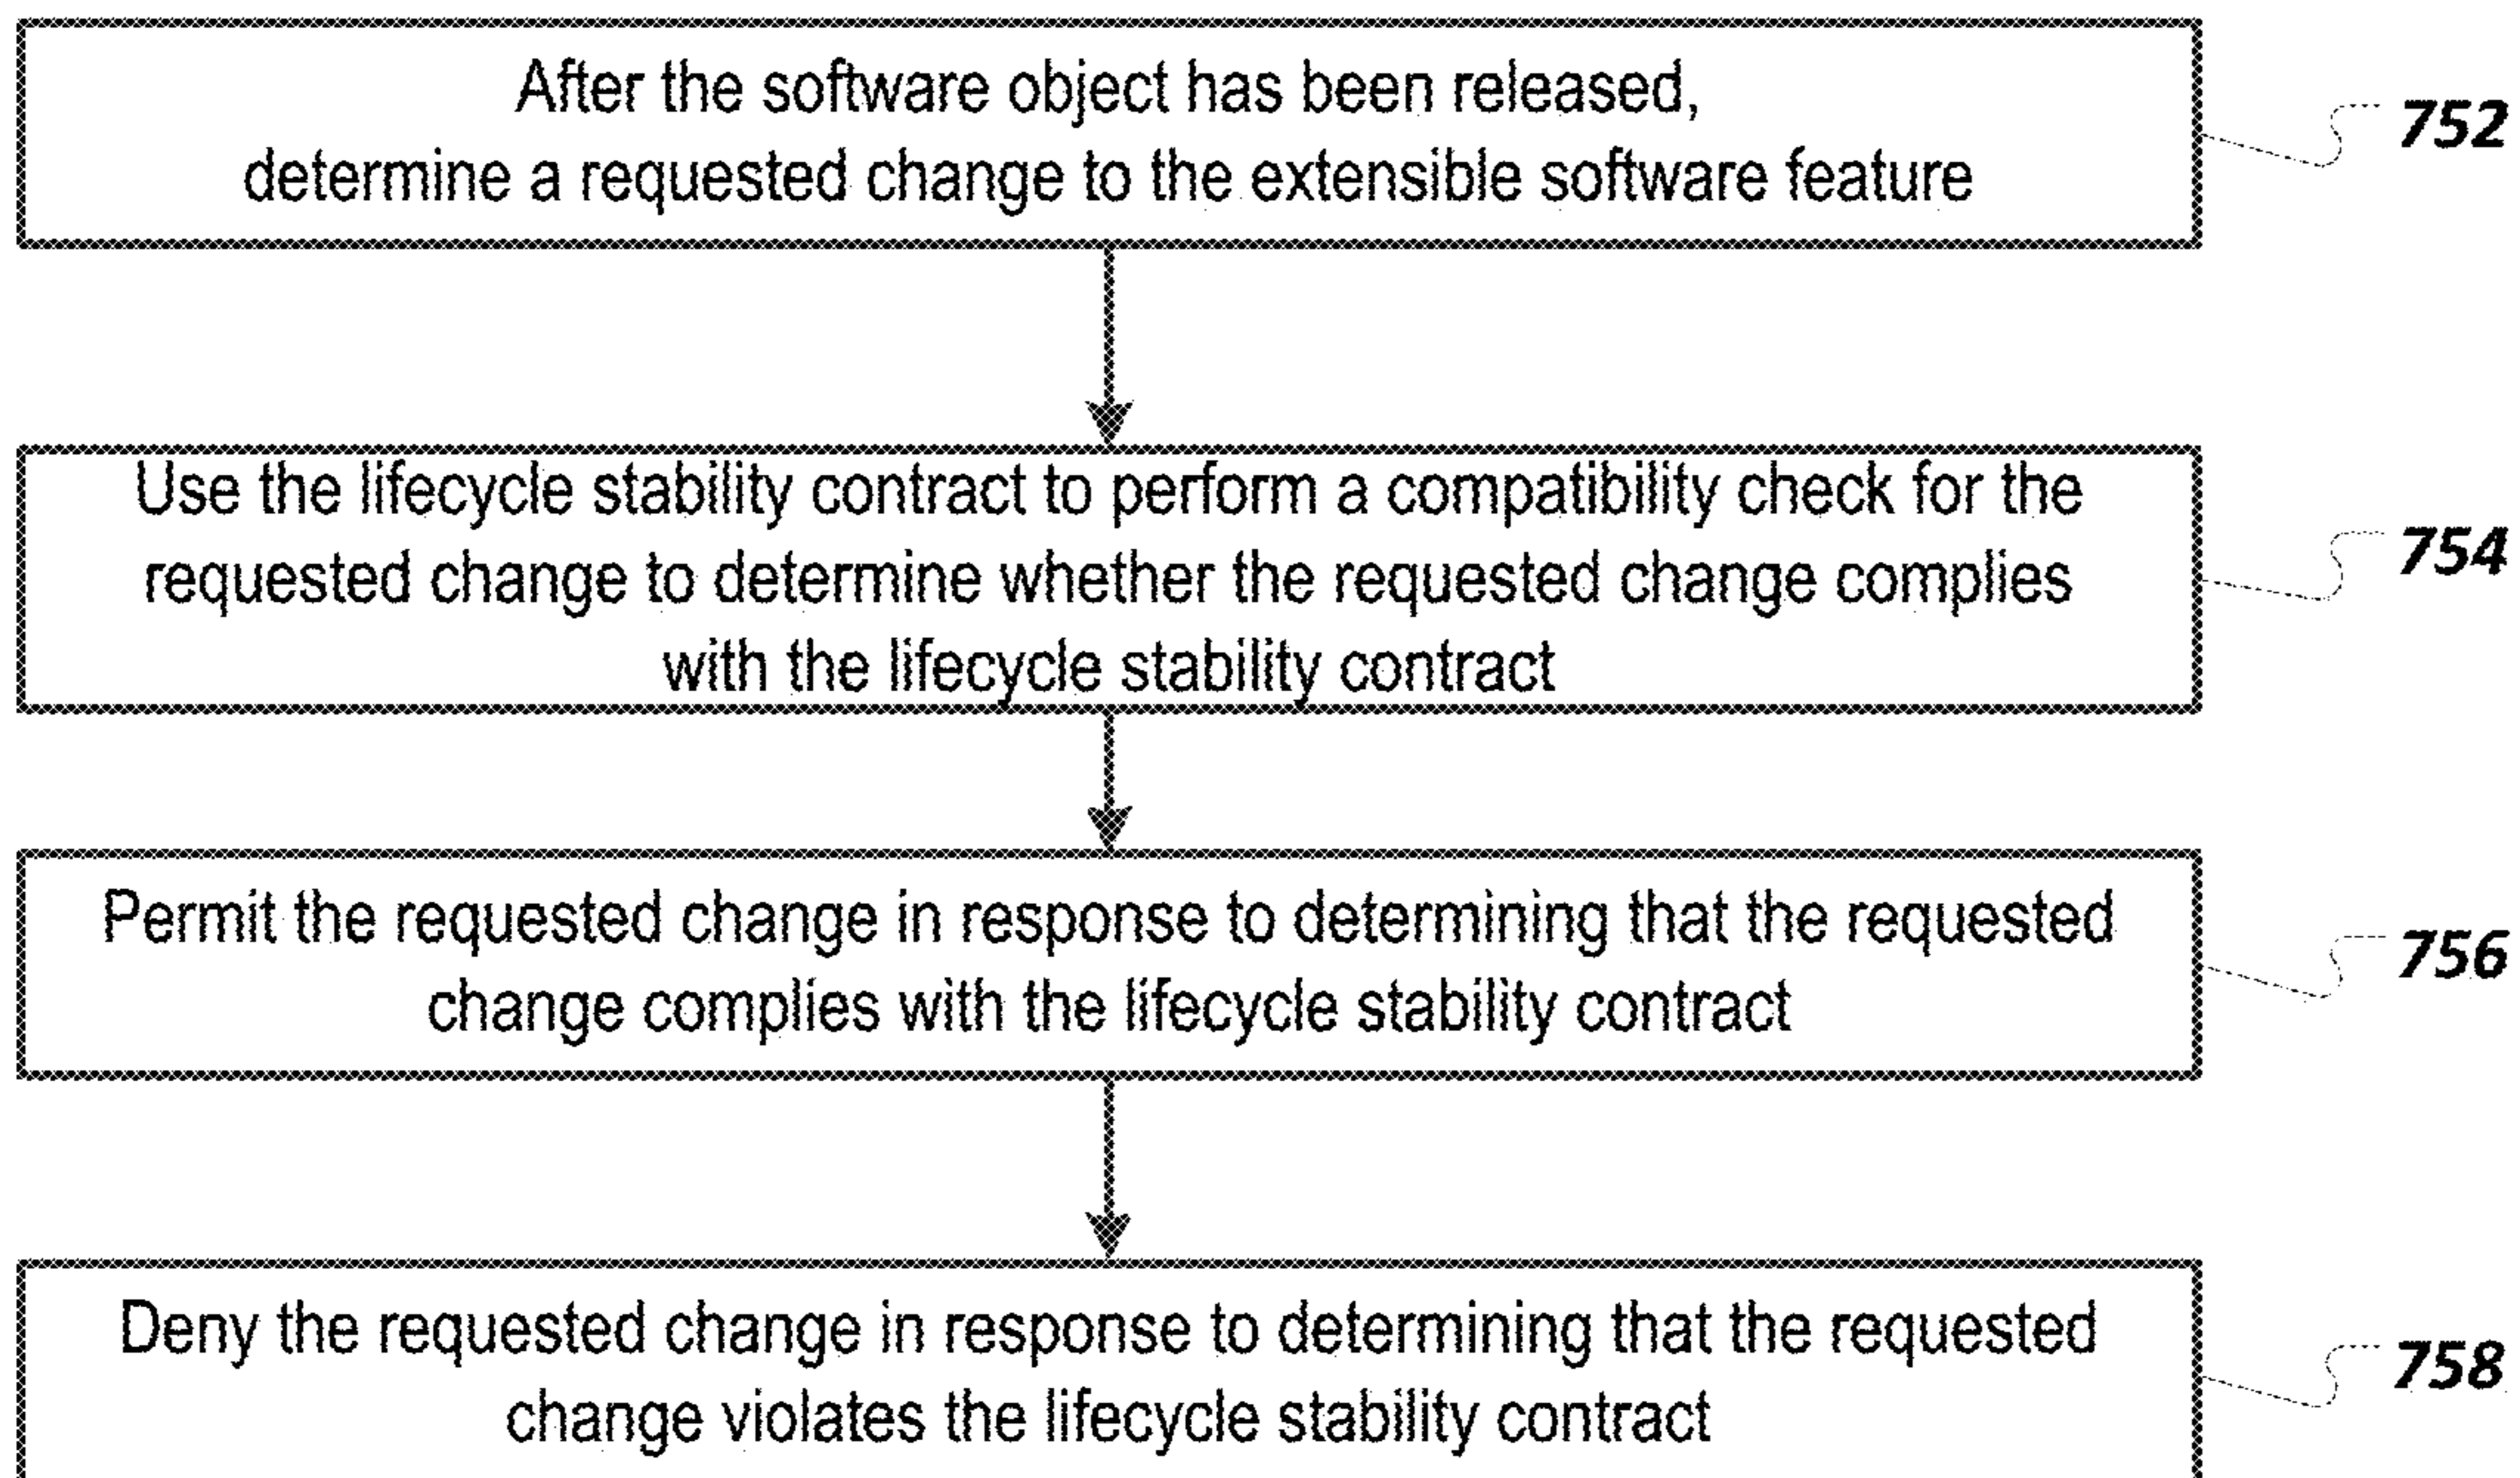 After the software object has been released,
determine a requested change to the extensible software feature
752
Use the lifecycle stability contract to perform a compatibility check for the
requested change to determine whether the requested change complies
with the lifecycle stability contract
754
Permit the requested change in response to determining that the requested
change complies with the lifecycle stability contract
756
Deny the requested change in response to determining that the requested
change violates the lifecycle stability contract
758